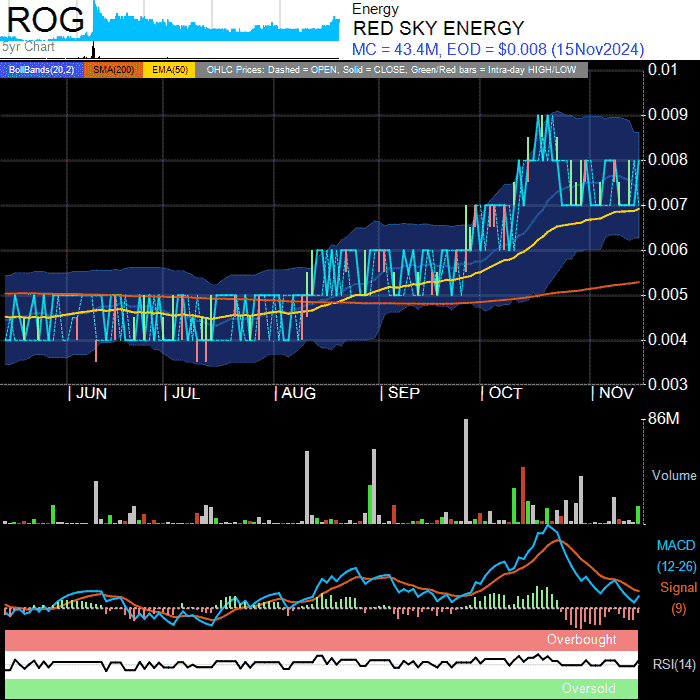 ROG
5yr Chart
Energy
RED SKY ENERGY
MC = 43.4M, EOD = $0.008 (15Nov2024)
BollBands(20,2) SMA(200) EMA(50) OHLC Prices: Dashed = OPEN, Solid = CLOSE, Green/Red bars = Intra-day HIGH/LOW
0.01
0.009
0.008
0.007
0.006
0.005
0.004
0.003
| JUN | JUL | AUG | SEP | OCT | NOV
86M
Volume
MACD
(12-26)
Signal
(9)
Overbought
RSI(14)
Oversold